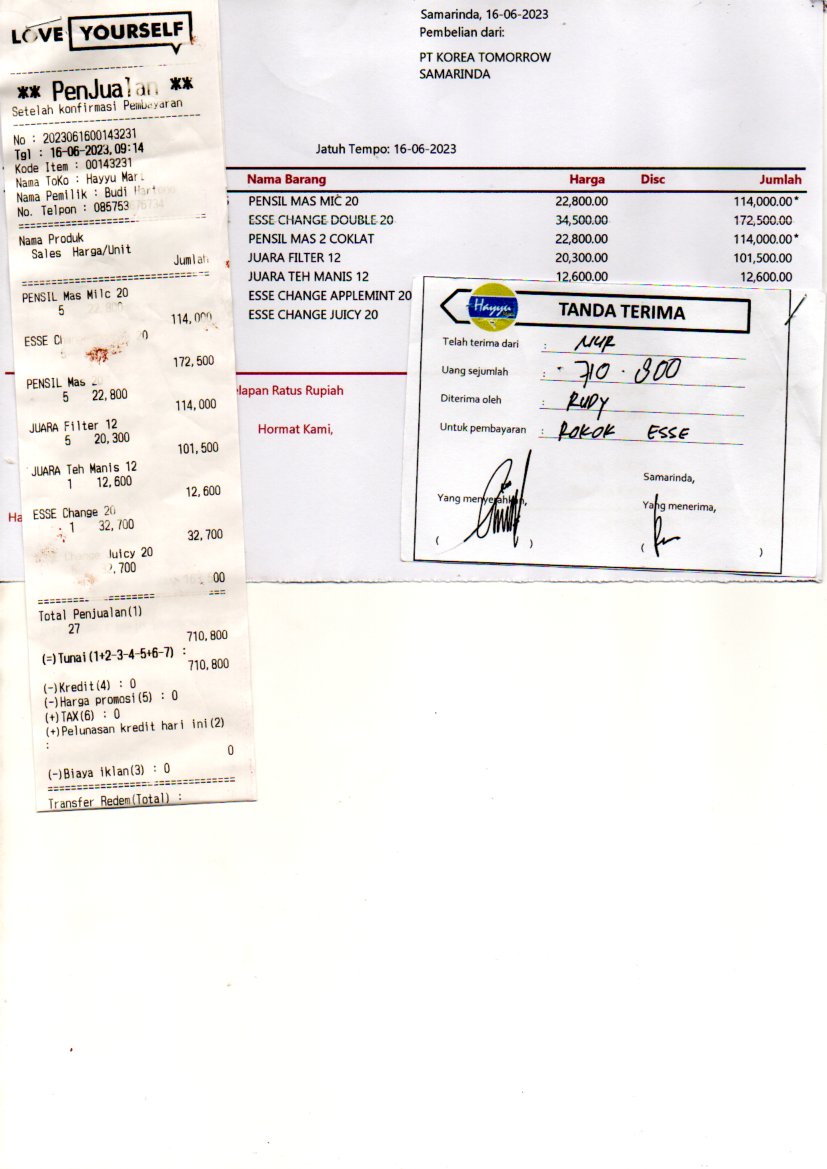 LOVE YOURSELF
** PenJualan **
Setelah konfirmasi Pembayaran
No : 2023061600143231
Tgl : 16-06-2023, 09:14
Kode Item : 00143231
Nama ToKo : Hayyu Mart
Nama Pemilik : Budi
No. Telpon : 085753
Nama Produk
Sales Harga/Unit
Jumlah
PENSIL Mas Milc 20
5 22,800
114,000
ESSE
172,500
PENSIL Mas
5 22,800
114,000
JUARA Filter 12
5 20,300
101,500
JUARA Teh Manis 12
1 12,600
12,600
ESSE Change 20
1 32,700
32,700
Change Juicy 20
,700
00
Total Penjualan(1)
27
710,800
(=)Tunai(1+2-3-4-5+6-7) :
710,800
(-)Kredit(4) : 0
(-)Harga promosi(5) : 0
(+)TAX(6) : 0
(+)Pelunasan kredit hari ini(2)
:
0
(-)Biaya iklan(3) : 0
Transfer Redem(Total) :
Samarinda, 16-06-2023
Pembelian dari:
PT KOREA TOMORROW
SAMARINDA
Jatuh Tempo: 16-06-2023
Nama Barang Harga Disc Jumlah
PENSIL MAS MIC 20 22,800.00 114,000.00*
ESSE CHANGE DOUBLE 20 34,500.00 172,500.00
PENSIL MAS 2 COKLAT 22,800.00 114,000.00*
JUARA FILTER 12 20,300.00 101,500.00
JUARA TEH MANIS 12 12,600.00 12,600.00
ESSE CHANGE APPLEMINT 20
ESSE CHANGE JUICY 20
elapan Ratus Rupiah
Hormat Kami,
Ha
Hayyu
TANDA TERIMA
Telah terima dari : NUR
Uang sejumlah : 710.800
Diterima oleh : RUDY
Untuk pembayaran : ROKOK ESSE
Samarinda,
Yang menyerahkan, Yang menerima,
( ) ( )